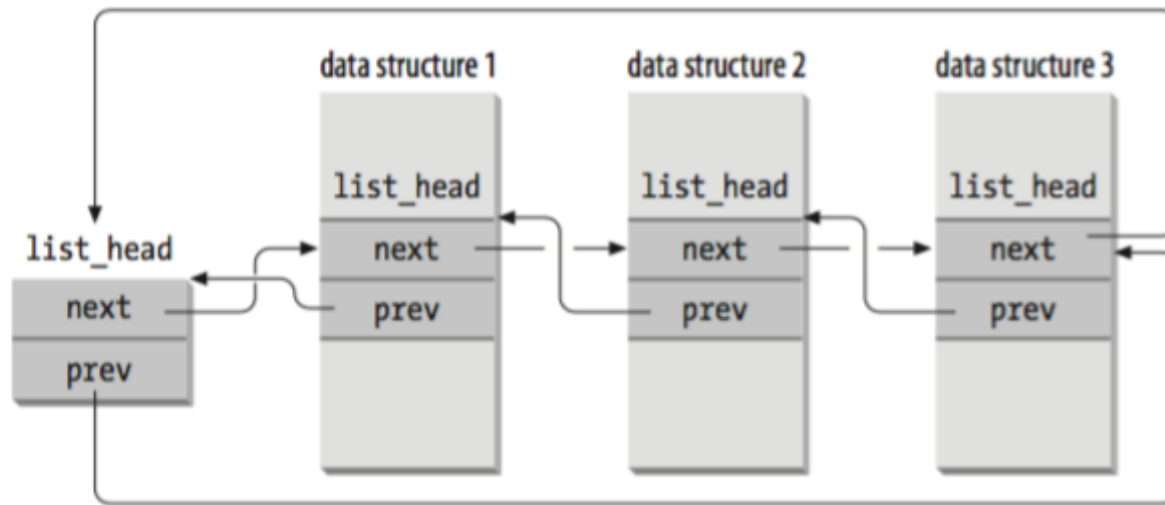 data structure 1
data structure 2
data structure 3
list_head
list_head
list_head
list_head
next
next
next
next
prev
prev
prev
prev